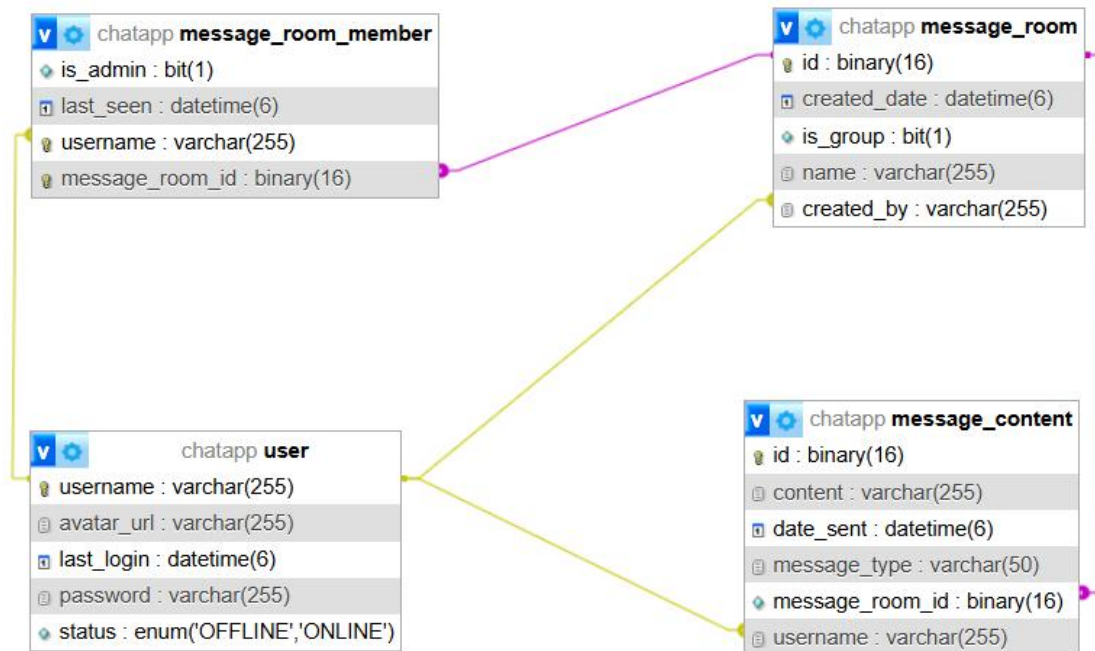 chatapp message_room_member
is_admin : bit(1)
last_seen : datetime(6)
username : varchar(255)
message_room_id : binary(16)
chatapp message_room
id : binary(16)
created_date : datetime(6)
is_group : bit(1)
name : varchar(255)
created_by : varchar(255)
chatapp user
username : varchar(255)
avatar_url : varchar(255)
last_login : datetime(6)
password : varchar(255)
status : enum('OFFLINE','ONLINE')
chatapp message_content
id : binary(16)
content : varchar(255)
date_sent : datetime(6)
message_type : varchar(50)
message_room_id : binary(16)
username : varchar(255)